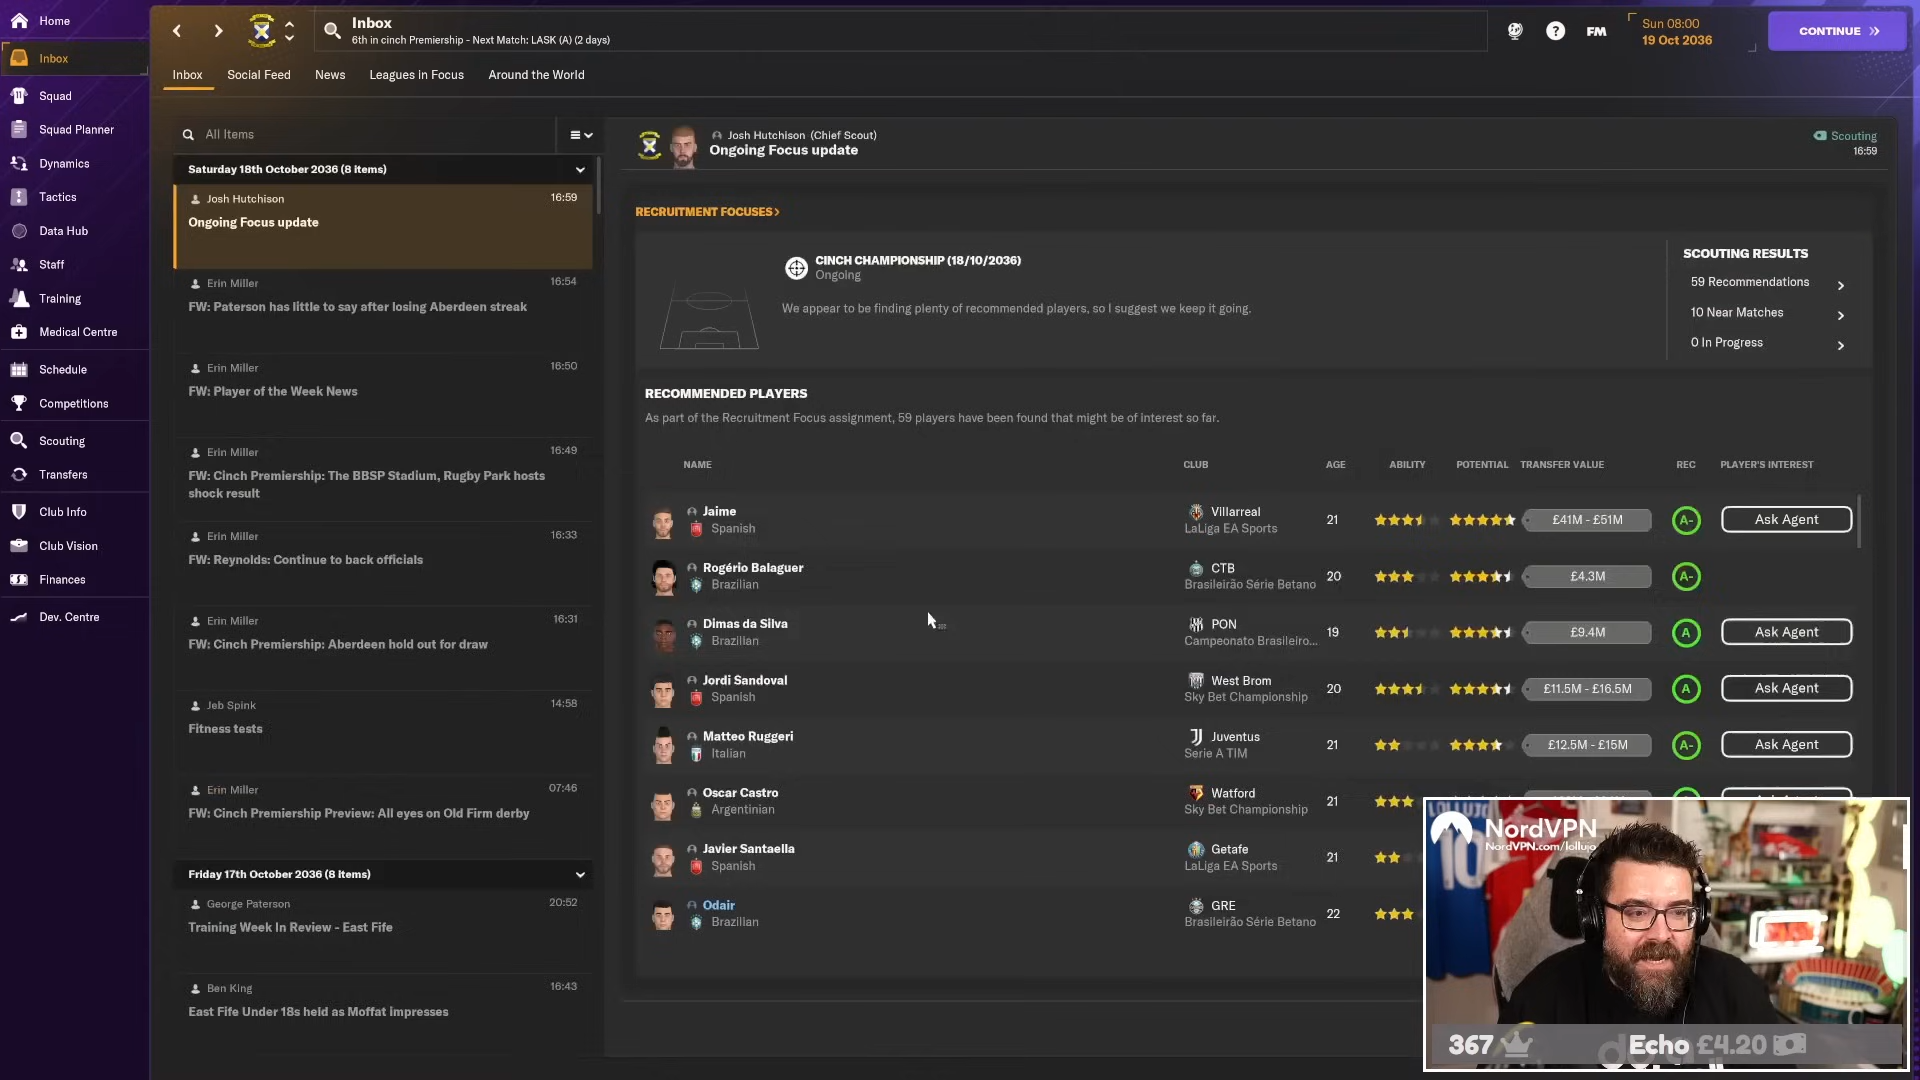 Home
Inbox
Squad
Squad Planner
Dynamics
Tactics
Data Hub
Staff
Training
Medical Centre
Schedule
Competitions
Scouting
Transfers
Club Info
Club Vision
Finances
Dev. Centre
Inbox
6th in cinch Premiership - Next Match: LASK (A) (2 days)
FM
Sun 08:00
19 Oct 2036
CONTINUE
Inbox
Social Feed
News
Leagues in Focus
Around the World
All Items
Saturday 18th October 2036 (8 items)
Josh Hutchison 16:59
Ongoing Focus update
Erin Miller 16:54
FW: Paterson has little to say after losing Aberdeen streak
Erin Miller 16:50
FW: Player of the Week News
Erin Miller 16:49
FW: Cinch Premiership: The BBSP Stadium, Rugby Park hosts
shock result
Erin Miller 16:33
FW: Reynolds: Continue to back officials
Erin Miller 16:31
FW: Cinch Premiership: Aberdeen hold out for draw
Jeb Spink 14:58
Fitness tests
Erin Miller 07:46
FW: Cinch Premiership Preview: All eyes on Old Firm derby
Friday 17th October 2036 (8 items)
George Paterson 20:52
Training Week In Review - East Fife
Ben King 16:43
East Fife Under 18s held as Moffat impresses
Josh Hutchison (Chief Scout)
Ongoing Focus update
Scouting
16:59
RECRUITMENT FOCUSES>
CINCH CHAMPIONSHIP (18/10/2036)
Ongoing
We appear to be finding plenty of recommended players, so I suggest we keep it going.
SCOUTING RESULTS
59 Recommendations
10 Near Matches
0 In Progress
RECOMMENDED PLAYERS
As part of the Recruitment Focus assignment, 59 players have been found that might be of interest so far.
NAME CLUB AGE ABILITY POTENTIAL TRANSFER VALUE REC PLAYER'S INTEREST
Jaime Villarreal 21 £41M - £51M A- Ask Agent
Spanish LaLiga EA Sports
Rogério Balaguer CTB 20 £4.3M A-
Brazilian Brasileirão Série Betano
Dimas da Silva PON 19 £9.4M A Ask Agent
Brazilian Campeonato Brasileiro...
Jordi Sandoval West Brom 20 £11.5M - £16.5M A Ask Agent
Spanish Sky Bet Championship
Matteo Ruggeri Juventus 21 £12.5M - £15M A- Ask Agent
Italian Serie A TIM
Oscar Castro Watford 21
Argentinian Sky Bet Championship
Javier Santaella Getafe 21
Spanish LaLiga EA Sports
Odair GRE 22
Brazilian Brasileirão Série Betano
NordVPN
NordVPN.com/lollujo
367
Echo £4.20